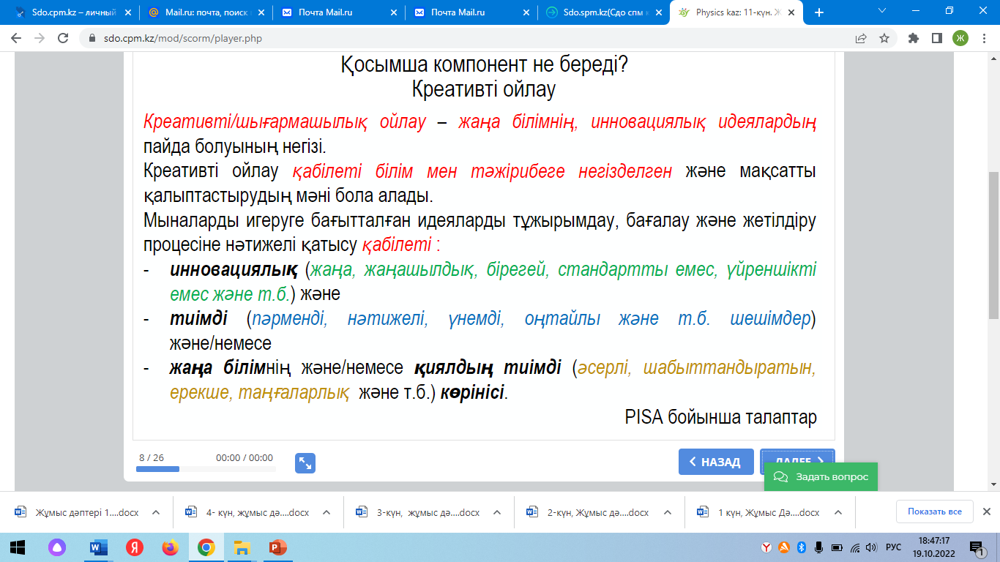 Sdo.cpm.kz – личный
Mail.ru: почта, поиск
Почта Mail.ru
Почта Mail.ru
Sdo.spm.kz(Сдо спм к
Physics kaz: 11-күн. Ж
sdo.cpm.kz/mod/scorm/player.php
Ж
Қосымша компонент не береді?
Креативті ойлау
Креативті/шығармашылық ойлау – жаңа білімнің, инновациялық идеялардың
пайда болуының негізі.
Креативті ойлау қабілеті білім мен тәжірибеге негізделген және мақсатты
қалыптастырудың мәні бола алады.
Мыналарды игеруге бағытталған идеяларды тұжырымдау, бағалау және жетілдіру
процесіне нәтижелі қатысу қабілеті :
- инновациялық (жаңа, жаңашылдық, бірегей, стандартты емес, үйреншікті
емес және т.б.) және
- тиімді (пәрменді, нәтижелі, үнемді, оңтайлы және т.б. шешімдер)
және/немесе
- жаңа білімнің және/немесе қиялдың тиімді (әсерлі, шабыттандыратын,
ерекше, таңғаларлық және т.б.) көрінісі.
PISA бойынша талаптар
8 / 26
00:00 / 00:00
НАЗАД
ДАЛЕЕ
Задать вопрос
Жұмыс дәптері 1....docx
4- күн, жұмыс дә....docx
3-күн, жұмыс дә....docx
2-күн, Жұмыс дә....docx
1 күн, Жұмыс Дә....docx
Показать все
РУС
18:47:17
19.10.2022
1